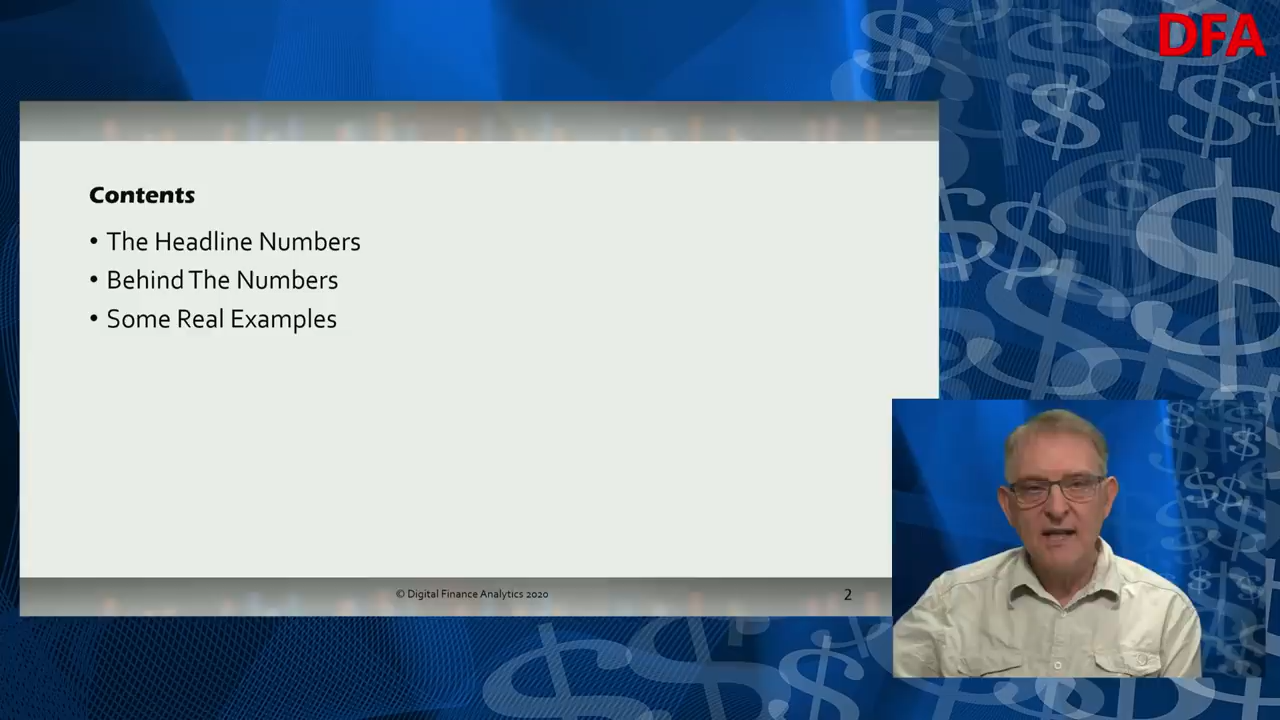 DFA
Contents
• The Headline Numbers
• Behind The Numbers
• Some Real Examples
© Digital Finance Analytics 2020
2